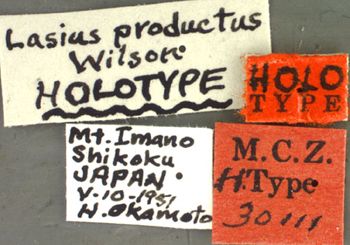 Lasius productus
Wilson
HOLOTYPE
HOLO
TYPE
Mt. Imano
Shikoku
JAPAN
V-10-1951
H. Okamoto
M.C.Z.
H. Type
30111